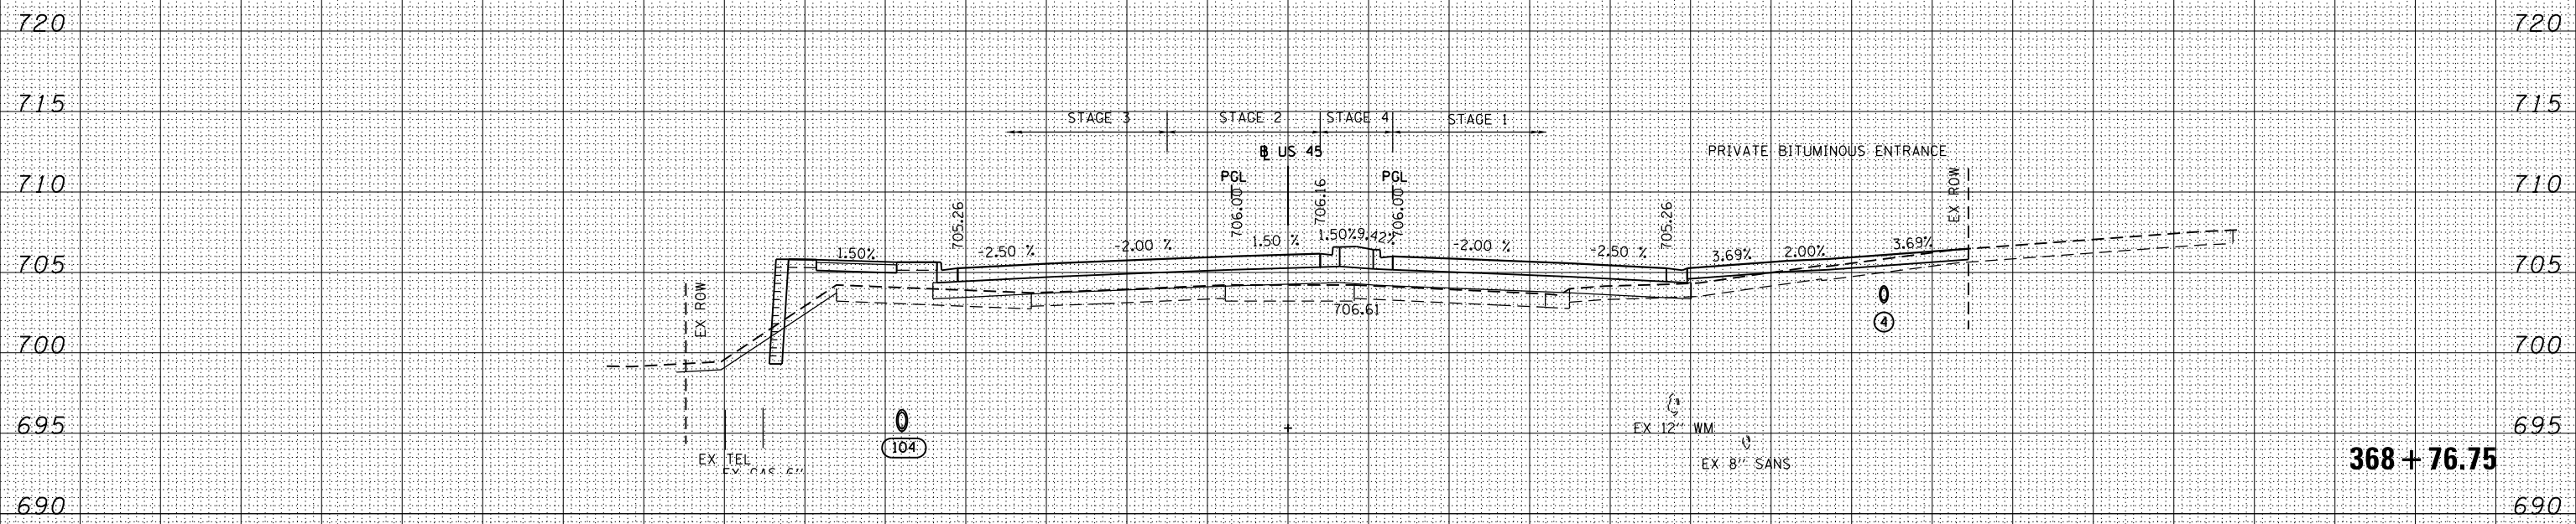 720 720
715 715
STAGE 3 STAGE 2 STAGE 4 STAGE 1
℄ US 45
PRIVATE BITUMINOUS ENTRANCE
710 710
PGL PGL
706.00 706.16 706.00
705.26 705.26
EX ROW
1.50% -2.50 % -2.00 % 1.50 % 1.50% 9.42% -2.00 % -2.50 % 3.69% 2.00% 3.69%
705 705
EX ROW
706.61
4
700 700
695 695
104
EX 12'' WM
EX TEL
EX GAS 6''
EX 8'' SANS
368 + 76.75
690 690